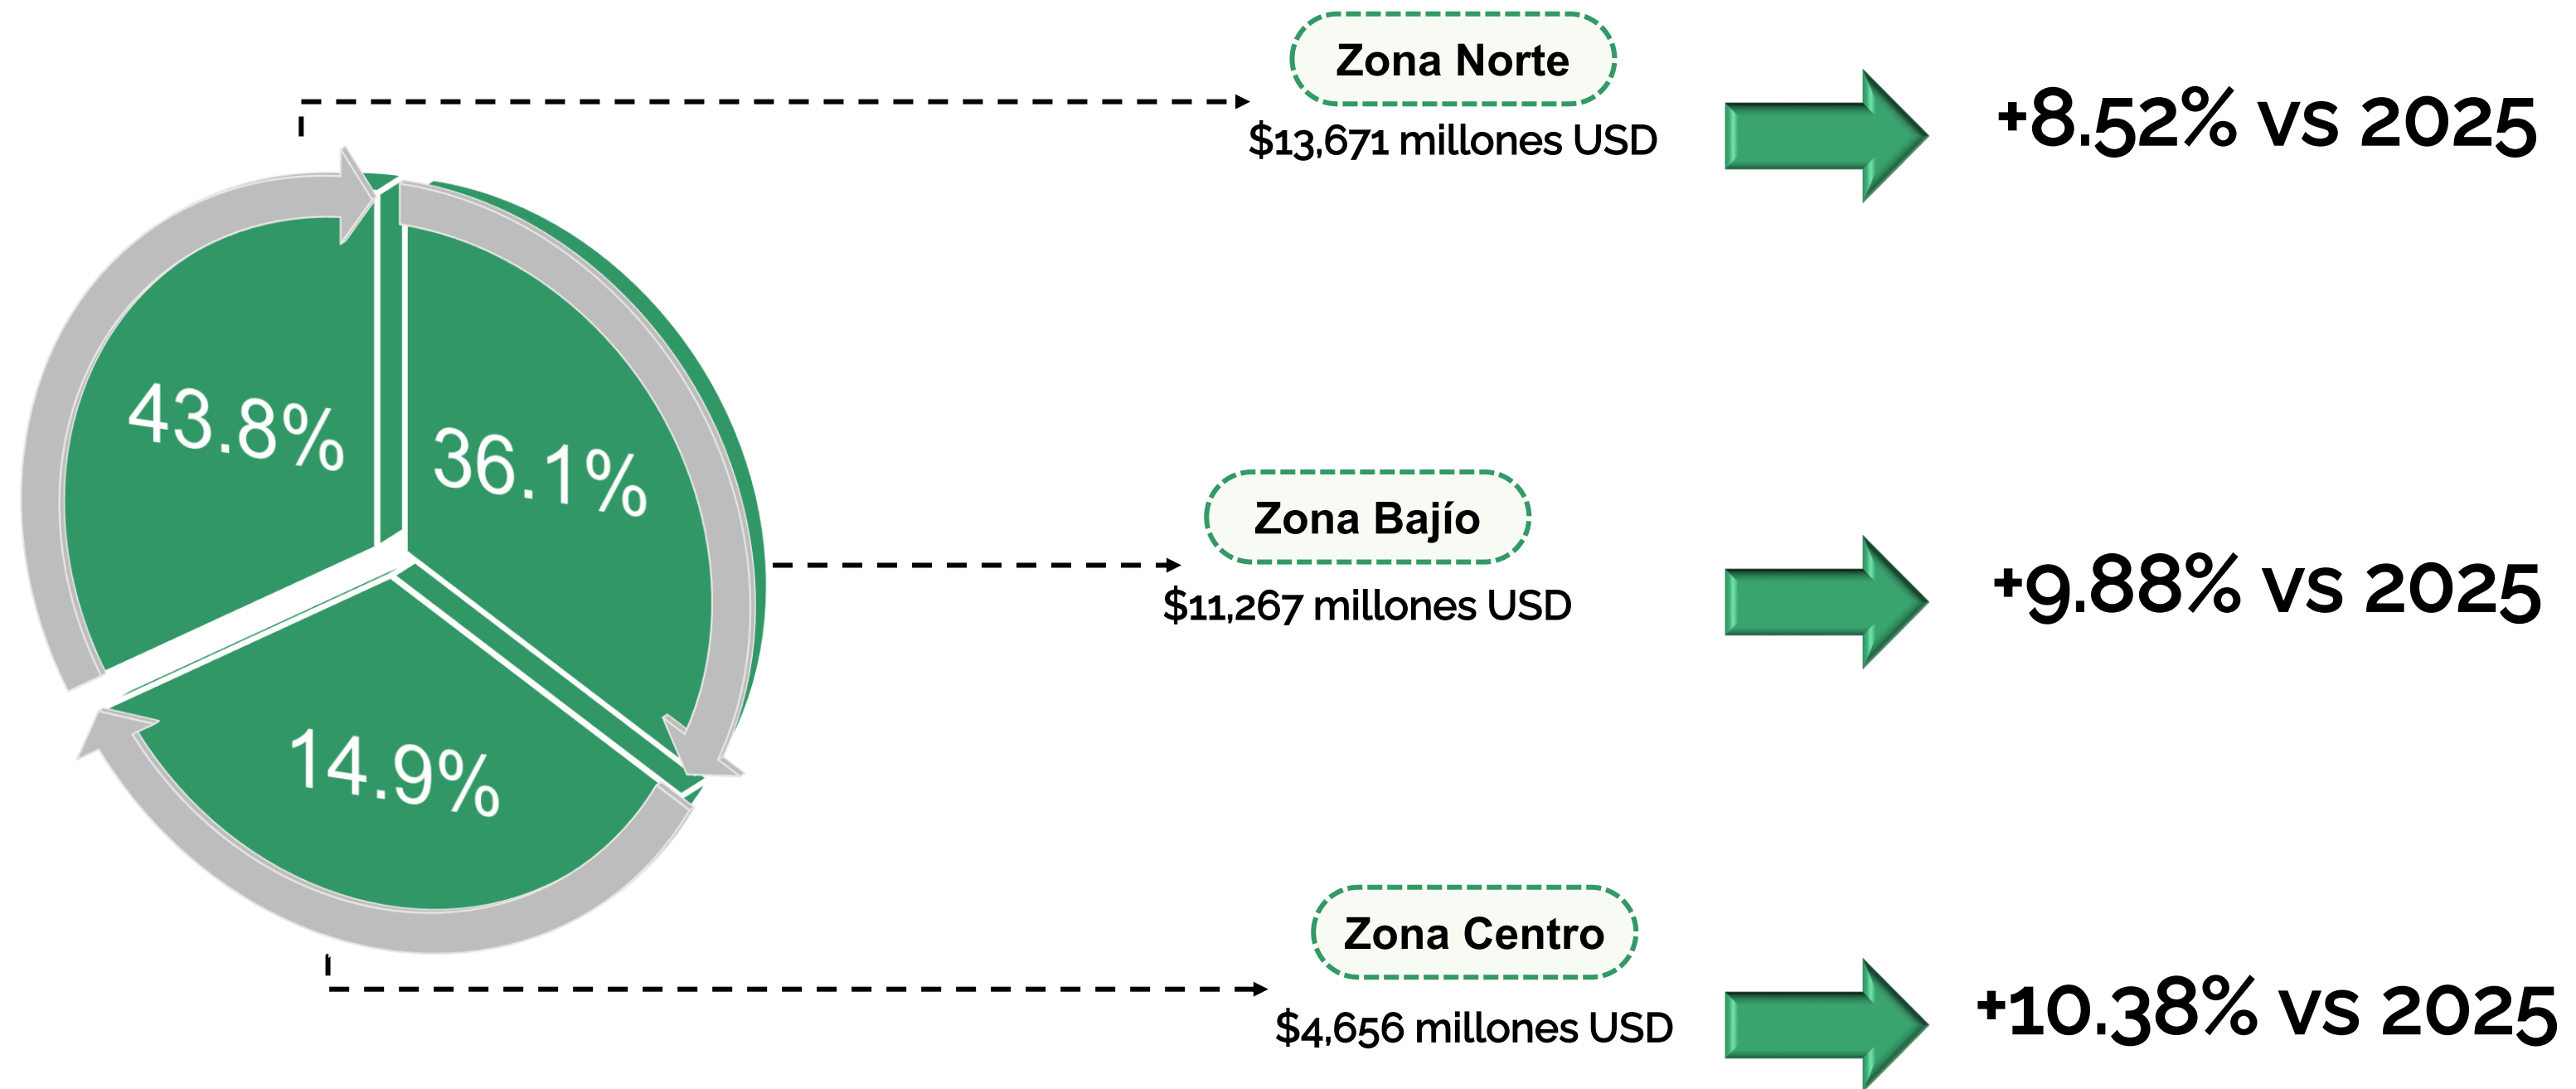 Zona Norte
$13,671 millones USD
+8.52% vs 2025
43.8%
36.1%
Zona Bajío
$11,267 millones USD
+9.88% vs 2025
14.9%
Zona Centro
$4,656 millones USD
+10.38% vs 2025